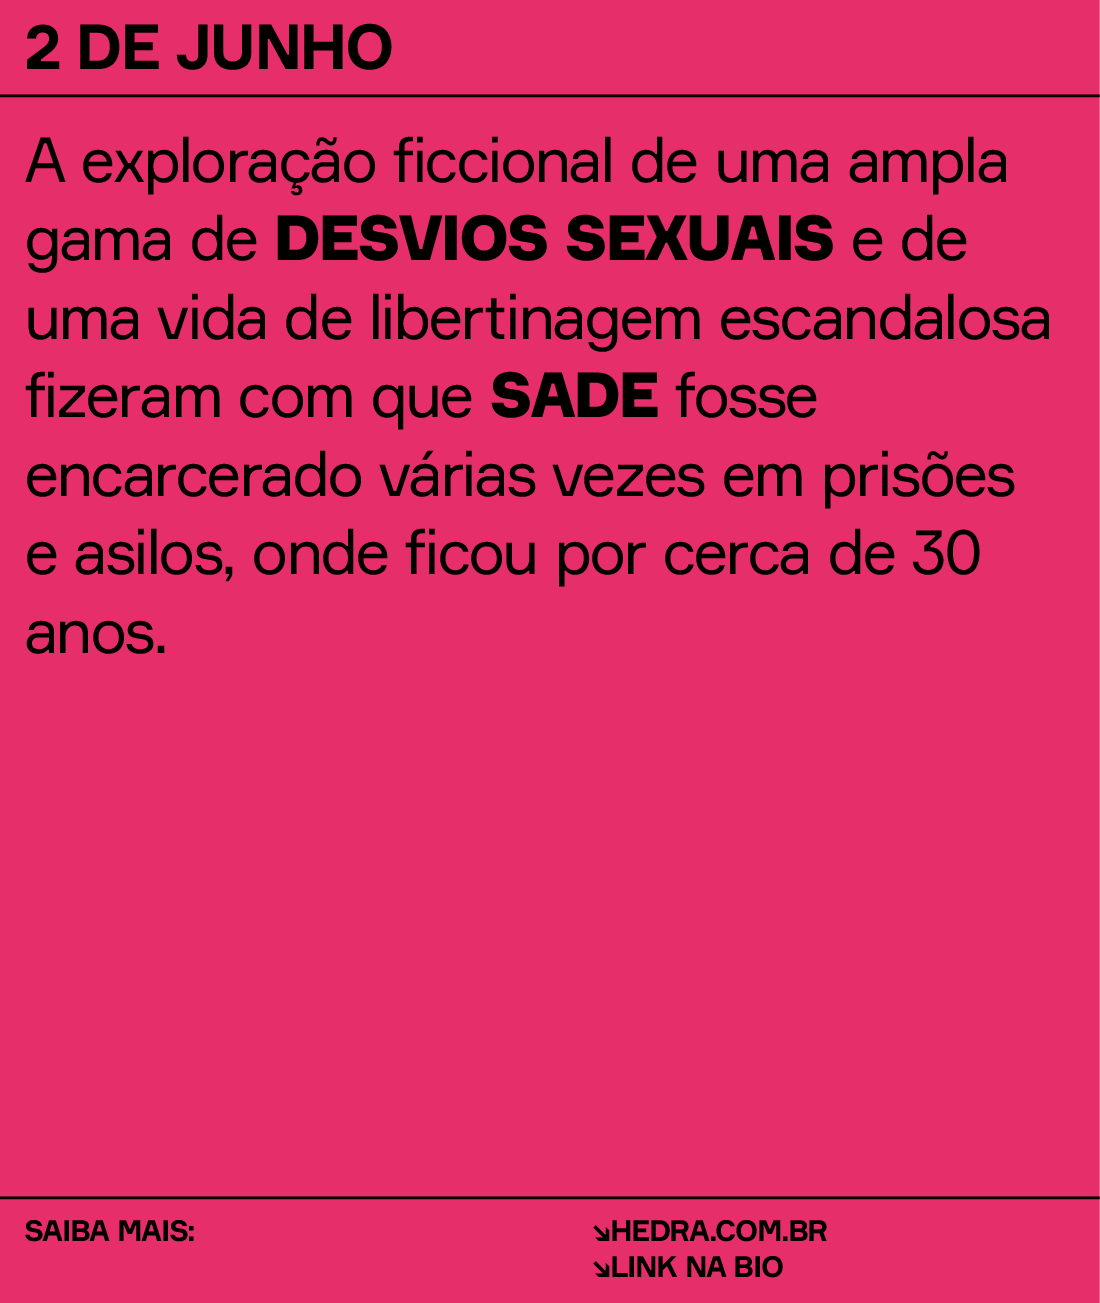 2 DE JUNHO
A exploração ficcional de uma ampla
gama de DESVIOS SEXUAIS e de
uma vida de libertinagem escandalosa
fizeram com que SADE fosse
encarcerado várias vezes em prisões
e asilos, onde ficou por cerca de 30
anos.
SAIBA MAIS:
↘HEDRA.COM.BR
↘LINK NA BIO